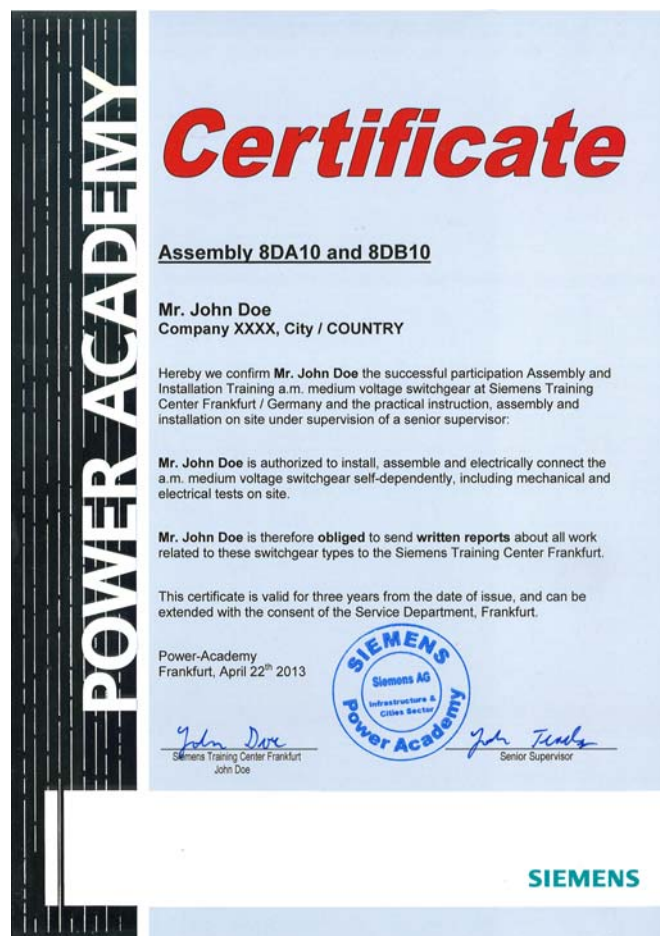 POWER ACADEMY
Certificate
Assembly 8DA10 and 8DB10
Mr. John Doe
Company XXXX, City / COUNTRY
Hereby we confirm Mr. John Doe the successful participation Assembly and
Installation Training a.m. medium voltage switchgear at Siemens Training
Center Frankfurt / Germany and the practical instruction, assembly and
installation on site under supervision of a senior supervisor:
Mr. John Doe is authorized to install, assemble and electrically connect the
a.m. medium voltage switchgear self-dependently, including mechanical and
electrical tests on site.
Mr. John Doe is therefore obliged to send written reports about all work
related to these switchgear types to the Siemens Training Center Frankfurt.
This certificate is valid for three years from the date of issue, and can be
extended with the consent of the Service Department, Frankfurt.
Power-Academy
Frankfurt, April 22th 2013
SIEMENS
Siemens AG
Infrastructure &
Cities Sector
Power Academy
John Doe
Siemens Training Center Frankfurt
John Doe
Senior Supervisor
SIEMENS